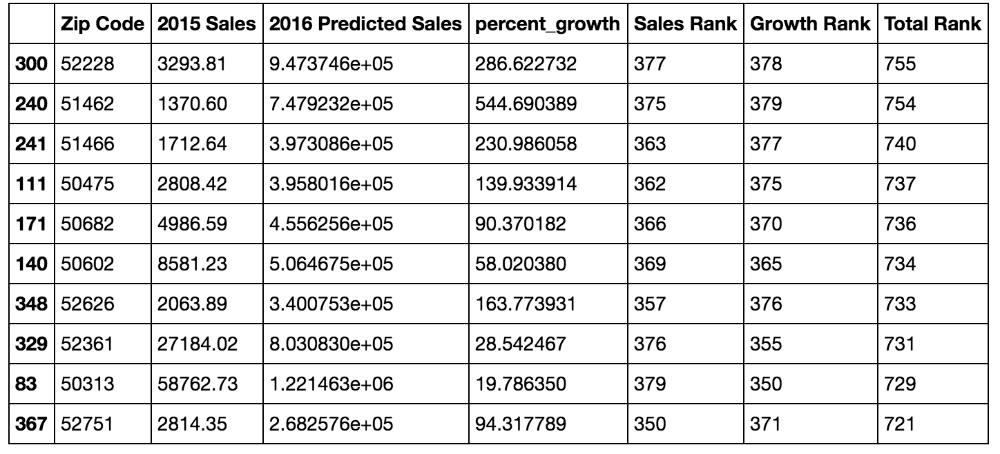 Zip Code 2015 Sales 2016 Predicted Sales percent_growth Sales Rank Growth Rank Total Rank
300 52228 3293.81 9.473746e+05 286.622732 377 378 755
240 51462 1370.60 7.479232e+05 544.690389 375 379 754
241 51466 1712.64 3.973086e+05 230.986058 363 377 740
111 50475 2808.42 3.958016e+05 139.933914 362 375 737
171 50682 4986.59 4.556256e+05 90.370182 366 370 736
140 50602 8581.23 5.064675e+05 58.020380 369 365 734
348 52626 2063.89 3.400753e+05 163.773931 357 376 733
329 52361 27184.02 8.030830e+05 28.542467 376 355 731
83 50313 58762.73 1.221463e+06 19.786350 379 350 729
367 52751 2814.35 2.682576e+05 94.317789 350 371 721